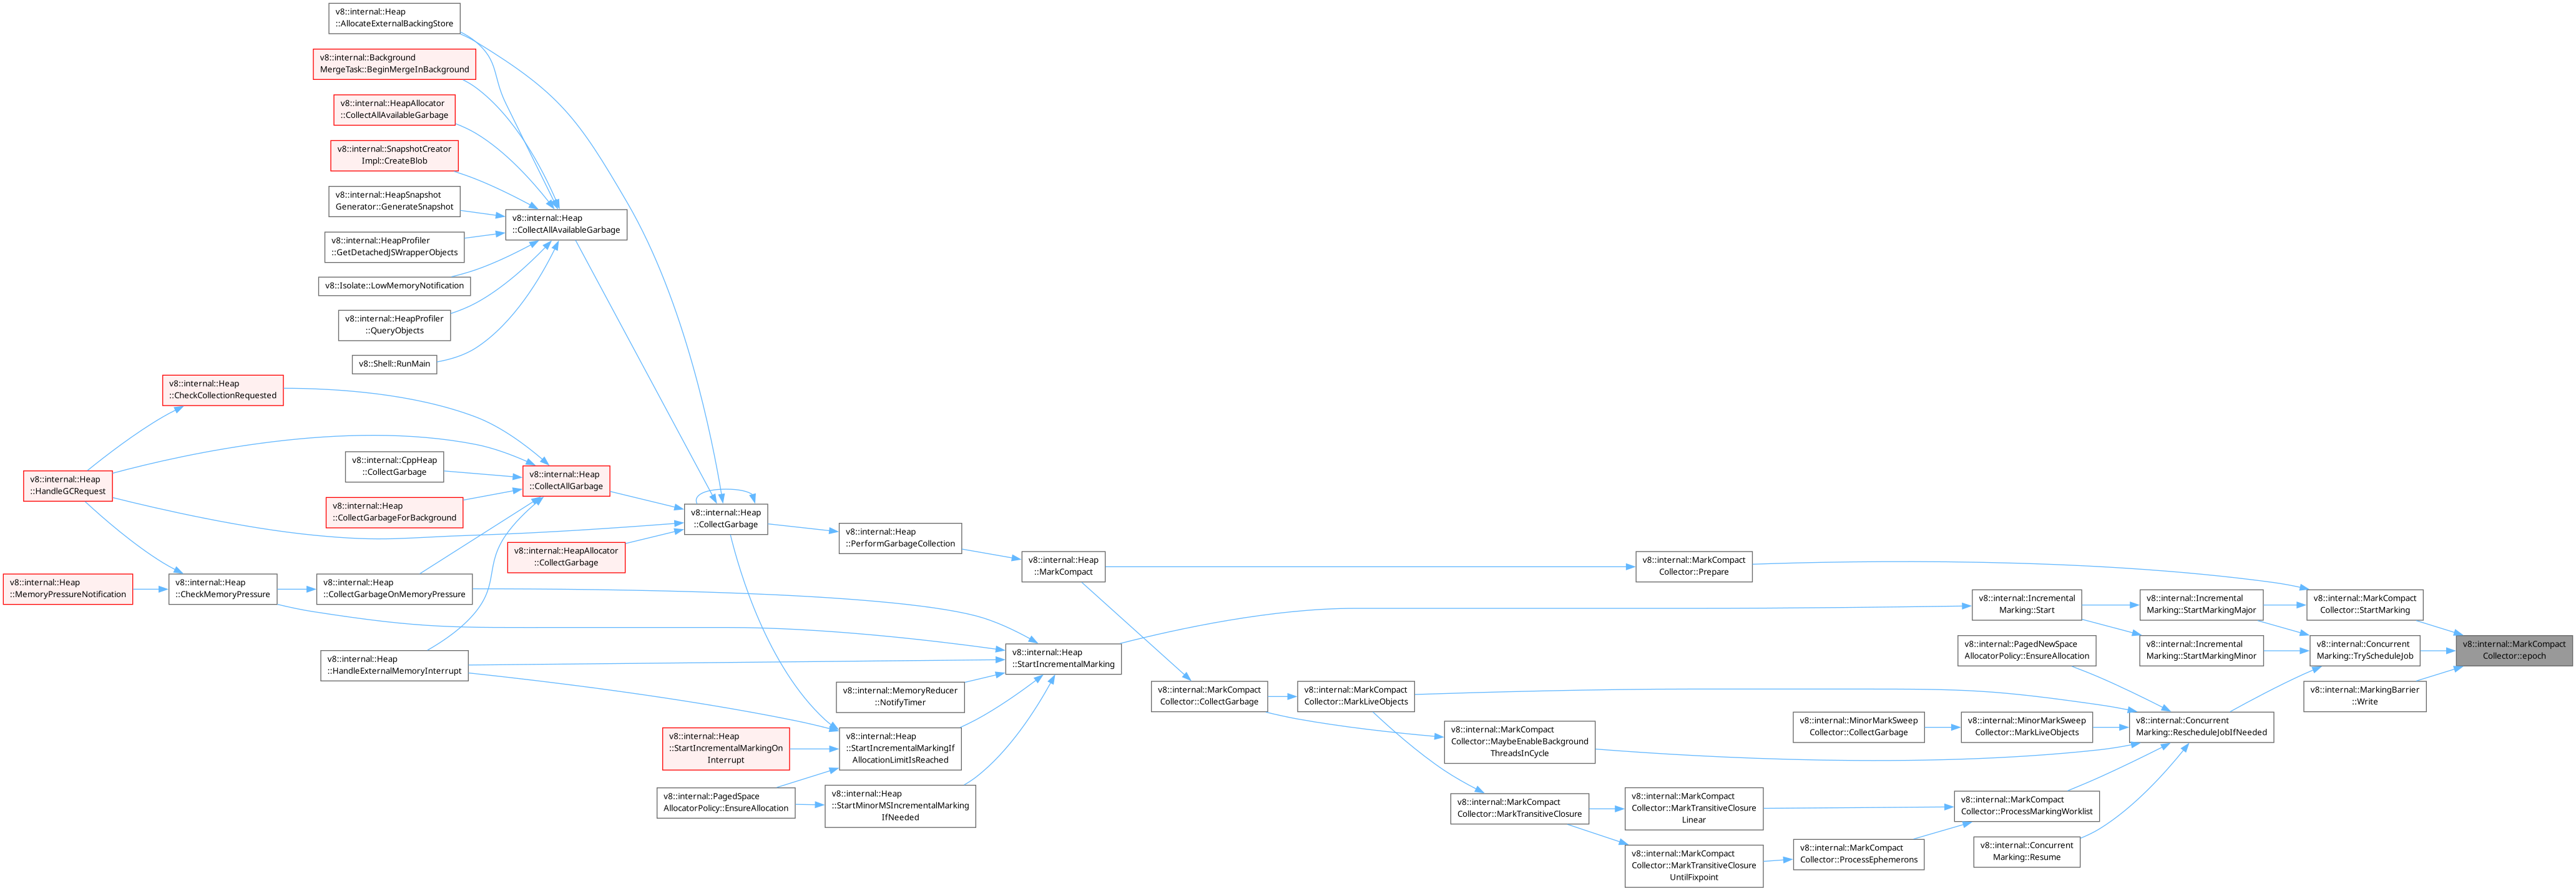 v8::internal::Heap
::AllocateExternalBackingStore
v8::internal::Background
MergeTask::BeginMergeInBackground
v8::internal::HeapAllocator
::CollectAllAvailableGarbage
v8::internal::SnapshotCreator
Impl::CreateBlob
v8::internal::HeapSnapshot
Generator::GenerateSnapshot
v8::internal::HeapProfiler
::GetDetachedJSWrapperObjects
v8::Isolate::LowMemoryNotification
v8::internal::HeapProfiler
::QueryObjects
v8::Shell::RunMain
v8::internal::Heap
::CollectAllAvailableGarbage
v8::internal::Heap
::CheckCollectionRequested
v8::internal::Heap
::HandleGCRequest
v8::internal::CppHeap
::CollectGarbage
v8::internal::Heap
::CollectGarbageForBackground
v8::internal::Heap
::CollectAllGarbage
v8::internal::HeapAllocator
::CollectGarbage
v8::internal::Heap
::CollectGarbage
v8::internal::Heap
::PerformGarbageCollection
v8::internal::Heap
::MarkCompact
v8::internal::MarkCompact
Collector::Prepare
v8::internal::Heap
::MemoryPressureNotification
v8::internal::Heap
::CheckMemoryPressure
v8::internal::Heap
::CollectGarbageOnMemoryPressure
v8::internal::Heap
::HandleExternalMemoryInterrupt
v8::internal::Heap
::StartIncrementalMarking
v8::internal::MemoryReducer
::NotifyTimer
v8::internal::Heap
::StartIncrementalMarkingOn
Interrupt
v8::internal::Heap
::StartIncrementalMarkingIf
AllocationLimitIsReached
v8::internal::PagedSpace
AllocatorPolicy::EnsureAllocation
v8::internal::Heap
::StartMinorMSIncrementalMarking
IfNeeded
v8::internal::MarkCompact
Collector::CollectGarbage
v8::internal::MarkCompact
Collector::MarkLiveObjects
v8::internal::MarkCompact
Collector::MaybeEnableBackground
ThreadsInCycle
v8::internal::MarkCompact
Collector::MarkTransitiveClosure
v8::internal::MarkCompact
Collector::MarkTransitiveClosure
Linear
v8::internal::MarkCompact
Collector::MarkTransitiveClosure
UntilFixpoint
v8::internal::MinorMarkSweep
Collector::CollectGarbage
v8::internal::MinorMarkSweep
Collector::MarkLiveObjects
v8::internal::MarkCompact
Collector::ProcessMarkingWorklist
v8::internal::MarkCompact
Collector::ProcessEphemerons
v8::internal::Concurrent
Marking::Resume
v8::internal::Incremental
Marking::Start
v8::internal::PagedNewSpace
AllocatorPolicy::EnsureAllocation
v8::internal::Incremental
Marking::StartMarkingMajor
v8::internal::Incremental
Marking::StartMarkingMinor
v8::internal::Concurrent
Marking::RescheduleJobIfNeeded
v8::internal::MarkCompact
Collector::StartMarking
v8::internal::Concurrent
Marking::TryScheduleJob
v8::internal::MarkingBarrier
::Write
v8::internal::MarkCompact
Collector::epoch